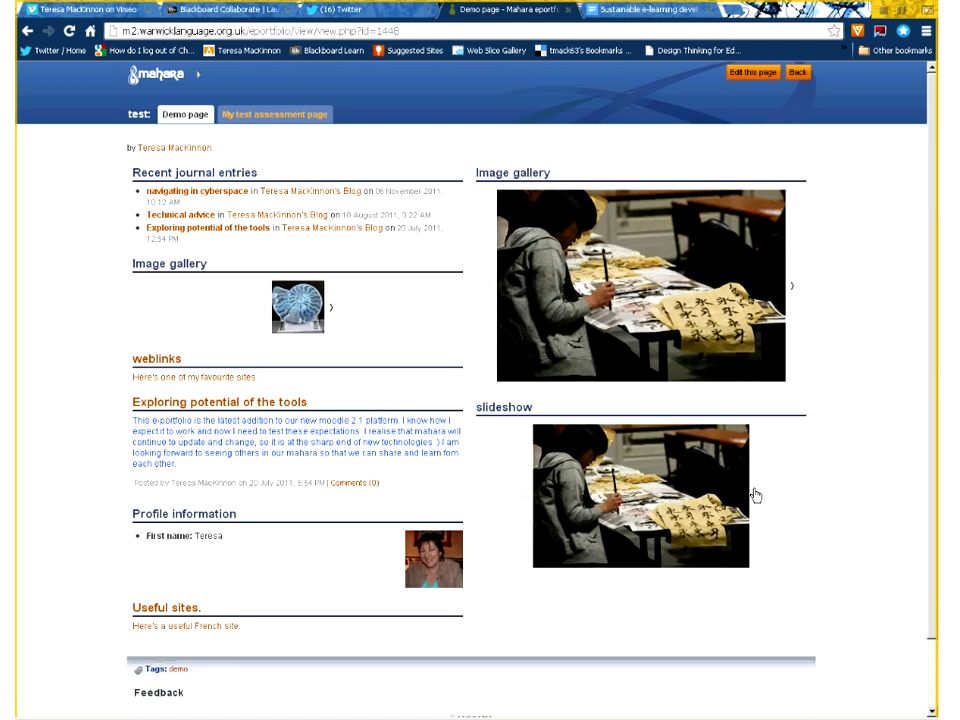 Teresa MacKinnon on Vimeo
Blackboard Collaborate | Lau
(16) Twitter
Demo page - Mahara eportfo
Sustainable e-learning devel
m2.warwicklanguage.org.uk/eportfolio/view/view.php?id=1448
Twitter / Home
How do I log out of Ch...
Teresa MacKinnon
Blackboard Learn
Suggested Sites
Web Slice Gallery
tmack63's Bookmarks ...
Design Thinking for Ed...
Other bookmarks
mahara
Edit this page
Back
test:
Demo page
My test assessment page
by Teresa MacKinnon
Recent journal entries
navigating in cyberspace in Teresa MacKinnon's Blog on 06 November 2011,
10:12 AM
Technical advice in Teresa MacKinnon's Blog on 10 August 2011, 3:22 AM
Exploring potential of the tools in Teresa MacKinnon's Blog on 20 July 2011,
12:54 PM
Image gallery
weblinks
Here's one of my favourite sites
Exploring potential of the tools
This e-portfolio is the latest addition to our new moodle 2.1 platform. I know how I
expect it to work and now I need to test these expectations. I realise that mahara will
continue to update and change, so it is at the sharp end of new technologies :) I am
looking forward to seeing others in our mahara so that we can share and learn fom
each other.
Posted by Teresa MacKinnon on 20 July 2011, 5:54 PM | Comments (0)
Profile information
First name: Teresa
Useful sites.
Here's a useful French site.
Image gallery
slideshow
Tags: demo
Feedback